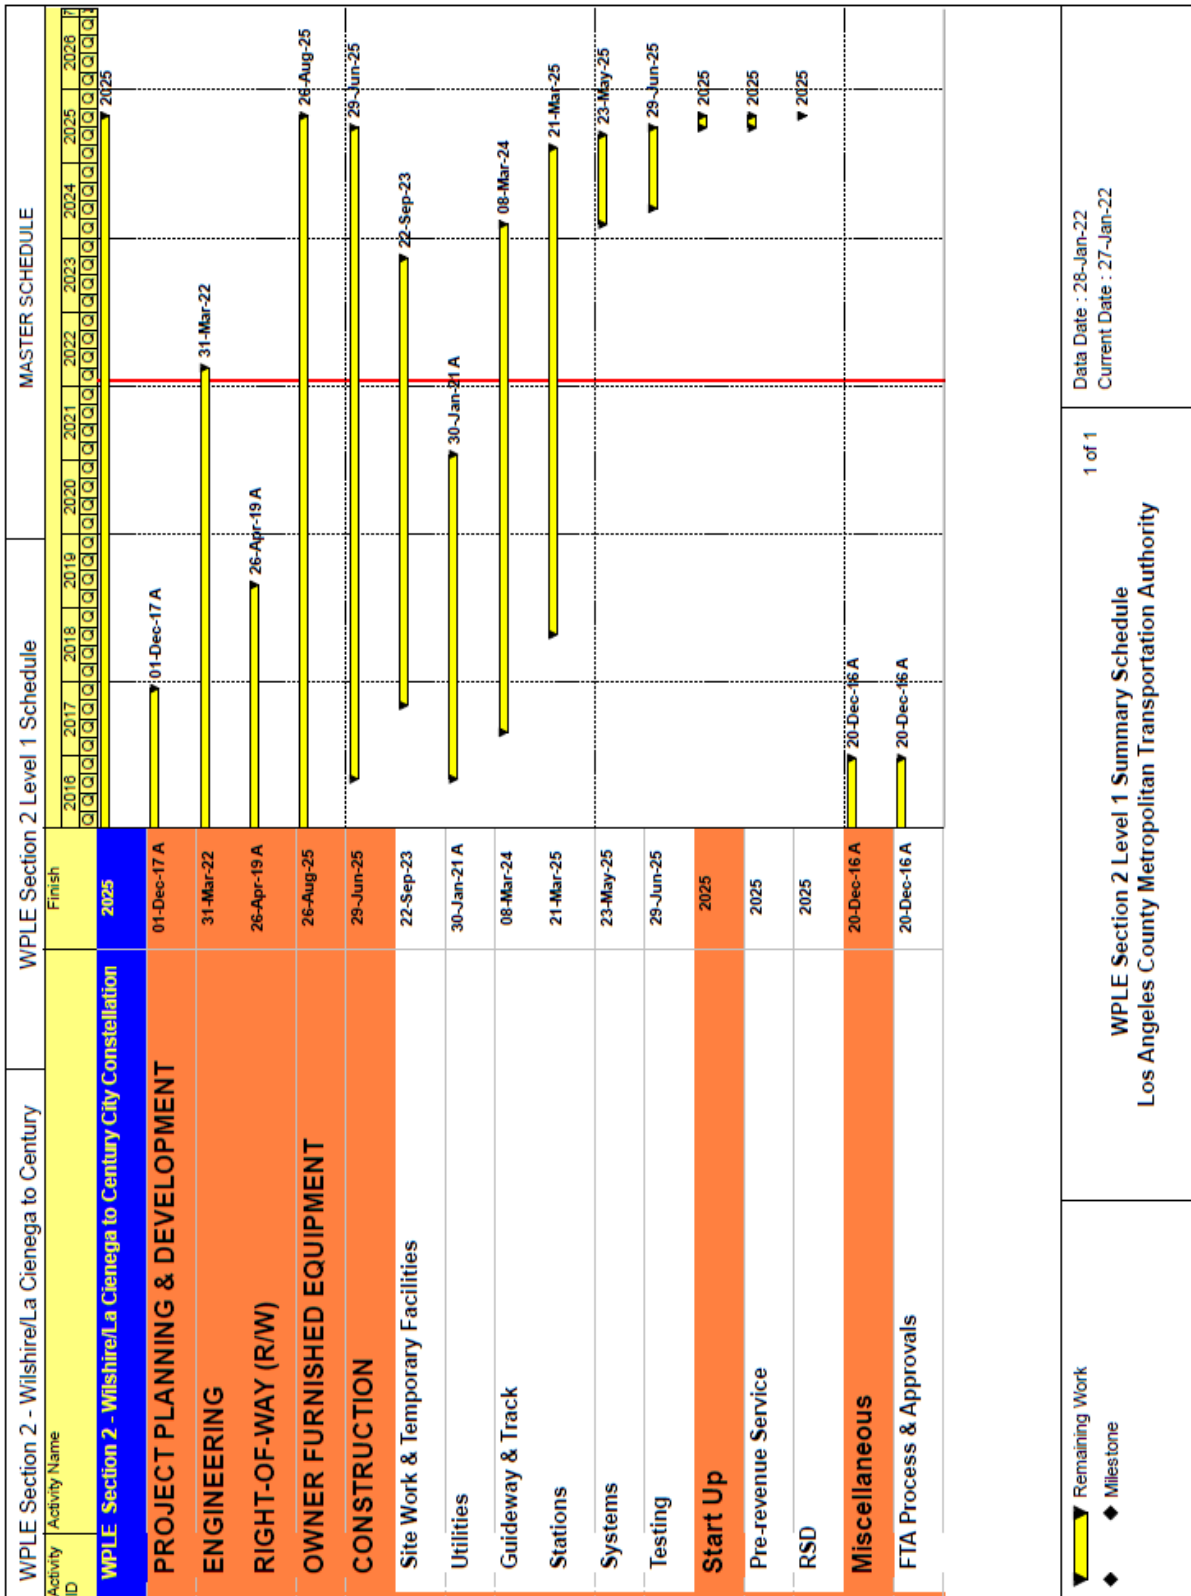 WPLE Section 2 - Wilshire/La Cienega to Century
WPLE Section 2 Level 1 Schedule
MASTER SCHEDULE
Activity ID
Activity Name
Finish
2016 2017 2018 2019 2020 2021 2022 2023 2024 2025 2026
Q Q Q Q Q Q Q Q Q Q Q Q Q Q Q Q Q Q Q Q Q Q Q Q Q Q Q Q Q Q Q Q Q Q Q Q Q Q Q Q Q Q Q
WPLE Section 2 - Wilshire/La Cienega to Century City Constellation 2025 2025
PROJECT PLANNING & DEVELOPMENT 01-Dec-17 A 01-Dec-17 A
ENGINEERING 31-Mar-22 31-Mar-22
RIGHT-OF-WAY (R/W) 26-Apr-19 A 26-Apr-19 A
OWNER FURNISHED EQUIPMENT 26-Aug-25 26-Aug-25
CONSTRUCTION 29-Jun-25 29-Jun-25
Site Work & Temporary Facilities 22-Sep-23 22-Sep-23
Utilities 30-Jan-21 A 30-Jan-21 A
Guideway & Track 08-Mar-24 08-Mar-24
Stations 21-Mar-25 21-Mar-25
Systems 23-May-25 23-May-25
Testing 29-Jun-25 29-Jun-25
Start Up 2025 2025
Pre-revenue Service 2025 2025
RSD 2025 2025
Miscellaneous 20-Dec-16 A 20-Dec-16 A
FTA Process & Approvals 20-Dec-16 A 20-Dec-16 A
Remaining Work
Milestone
1 of 1
WPLE Section 2 Level 1 Summary Schedule
Los Angeles County Metropolitan Transportation Authority
Data Date : 28-Jan-22
Current Date : 27-Jan-22